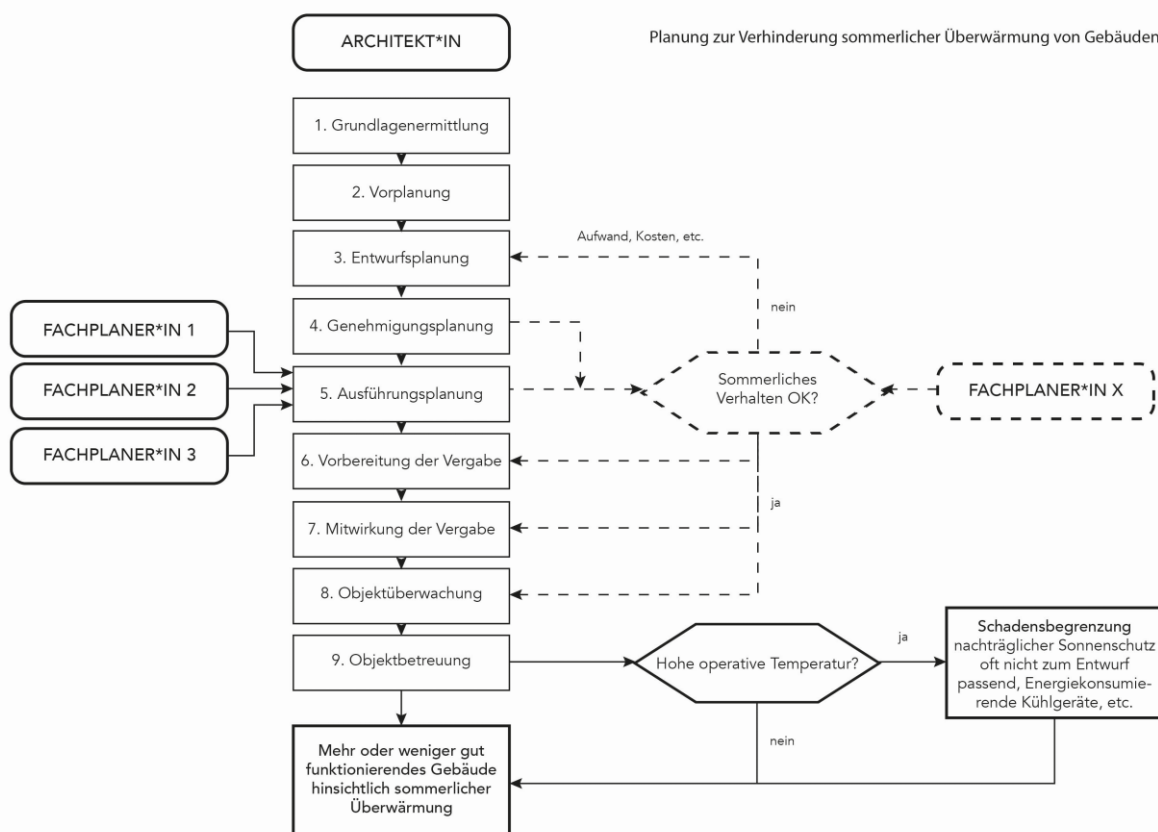 ARCHITEKT*IN
Planung zur Verhinderung sommerlicher Überwärmung von Gebäuden
1. Grundlagenermittlung
2. Vorplanung
3. Entwurfsplanung
Aufwand, Kosten, etc.
nein
4. Genehmigungsplanung
FACHPLANER*IN 1
FACHPLANER*IN 2
FACHPLANER*IN 3
5. Ausführungsplanung
Sommerliches
Verhalten OK?
FACHPLANER*IN X
6. Vorbereitung der Vergabe
ja
7. Mitwirkung der Vergabe
8. Objektüberwachung
9. Objektbetreuung
Hohe operative Temperatur?
ja
Schadensbegrenzung
nachträglicher Sonnenschutz
oft nicht zum Entwurf
passend, Energiekonsumie-
rende Kühlgeräte, etc.
nein
Mehr oder weniger gut
funktionierendes Gebäude
hinsichtlich sommerlicher
Überwärmung